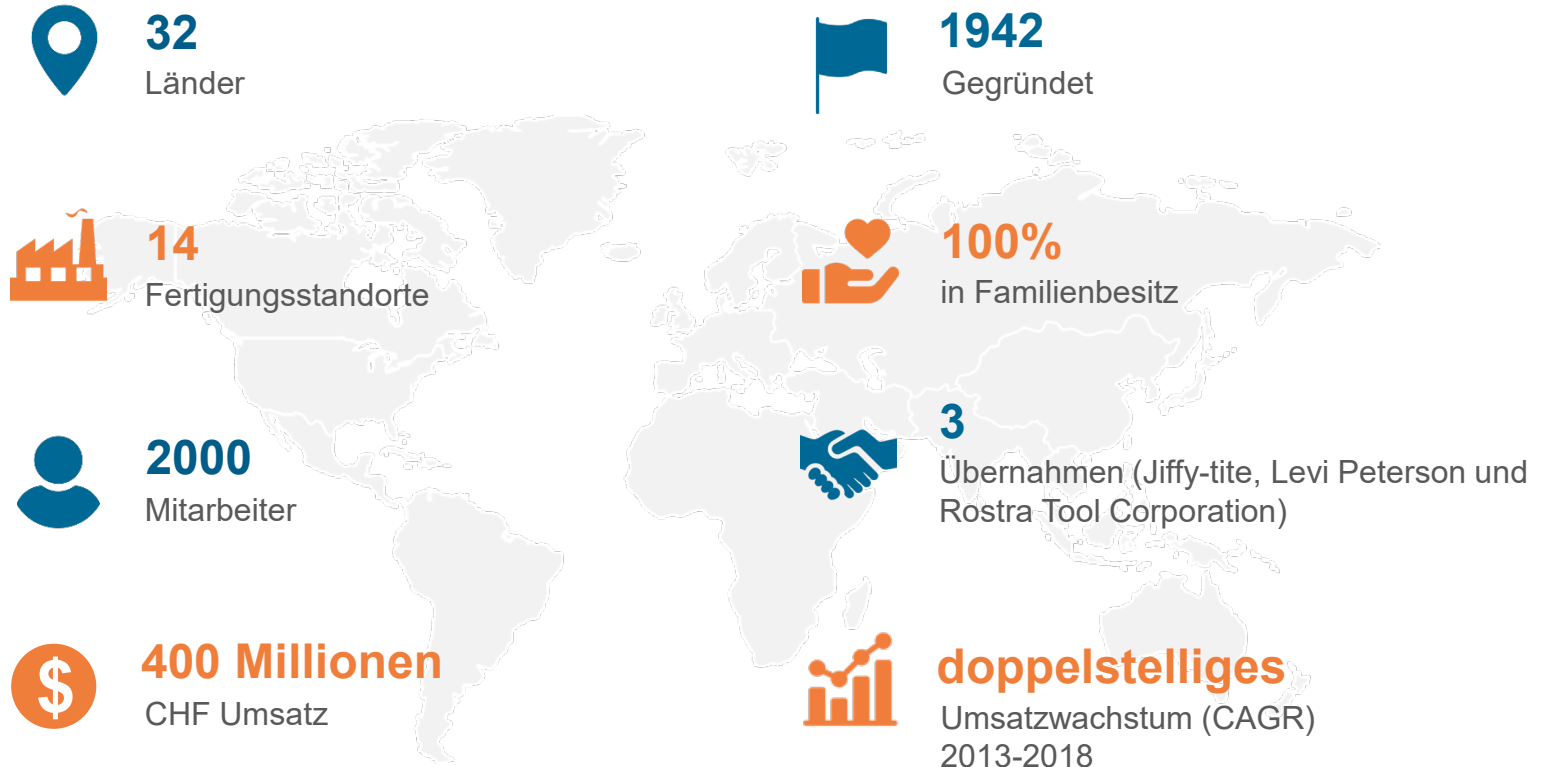 32
Länder
1942
Gegründet
14
Fertigungsstandorte
100%
in Familienbesitz
2000
Mitarbeiter
3
Übernahmen (Jiffy-tite, Levi Peterson und
Rostra Tool Corporation)
400 Millionen
CHF Umsatz
doppelstelliges
Umsatzwachstum (CAGR)
2013-2018
$